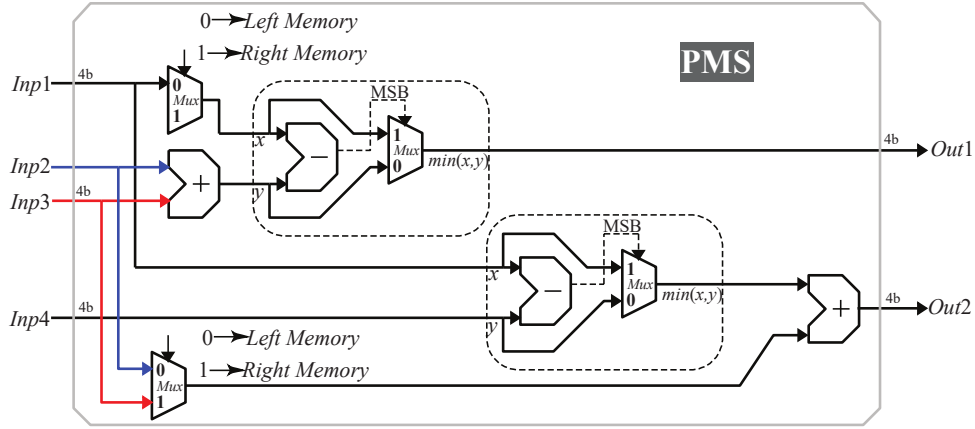 0→Left Memory
1→Right Memory
PMS
Inp1 4b
0
Mux
1
MSB
x
1
Mux
0
min(x,y)
4b Out1
Inp2
+
−
y
Inp3 4b
MSB
x
1
Mux
0
min(x,y)
−
+
4b Out2
Inp4 4b
y
0→Left Memory
1→Right Memory
0
Mux
1